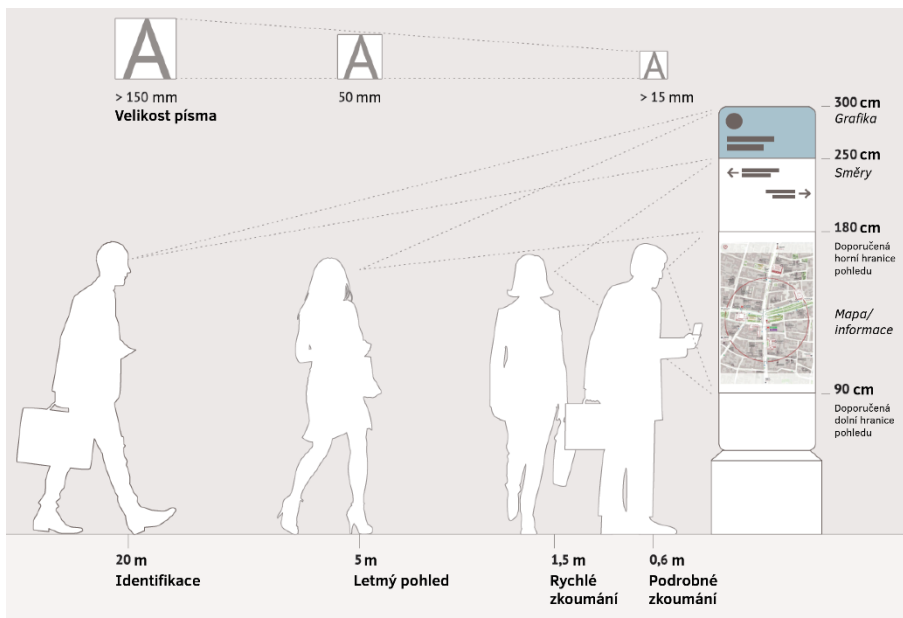 A
A
A
> 150 mm
50 mm
> 15 mm
Velikost písma
300 cm
Grafika
250 cm
Směry
180 cm
Doporučená
horní hranice
pohledu
Mapa/
informace
90 cm
Doporučená
dolní hranice
pohledu
20 m
Identifikace
5 m
Letmý pohled
1,5 m
Rychlé
zkoumání
0,6 m
Podrobné
zkoumání